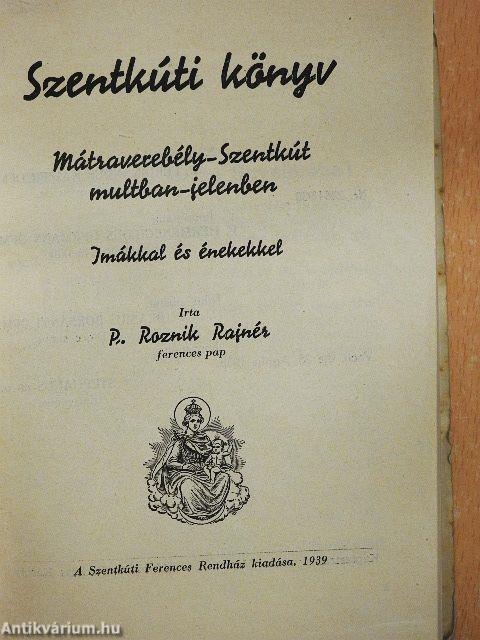 Szentkúti könyv
Mátraverebély-Szentkút
multban-jelenben
Imákkal és énekekkel
Irta
P. Roznik Rajnér
ferences pap
A Szentkúti Ferences Rendház kiadása, 1939
Antikvárium.hu